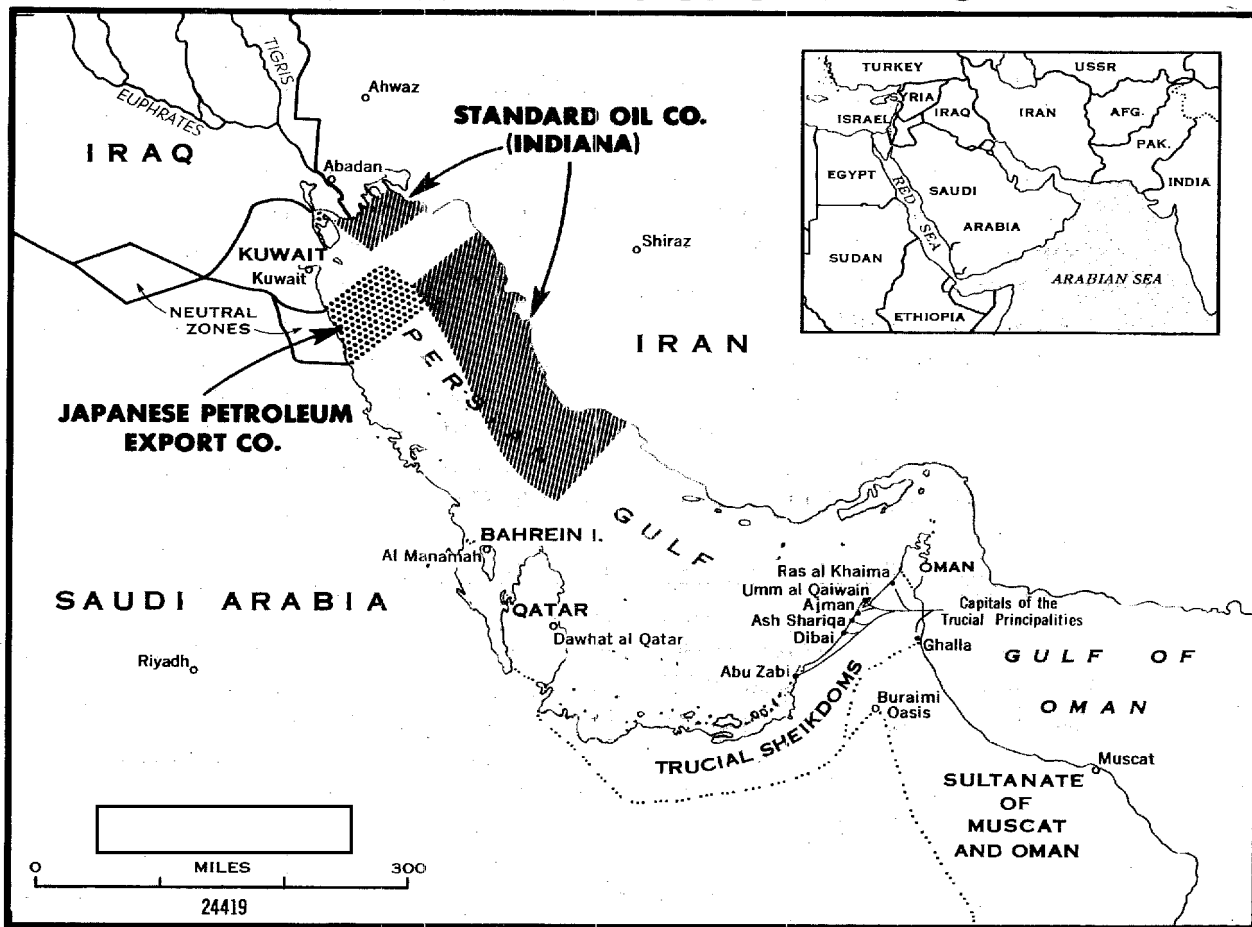 TIGRIS
EUPHRATES
Ahwaz
IRAQ
Abadan
STANDARD OIL CO.
(INDIANA)
KUWAIT
Kuwait
NEUTRAL
ZONES
Shiraz
IRAN
JAPANESE PETROLEUM
EXPORT CO.
PERSIAN
GULF
BAHREIN I.
Al Manamah
QATAR
Dawhat al Qatar
SAUDI ARABIA
Riyadh
Ras al Khaima
Umm al Qaiwain
Ajman
Ash Shariqa
Dibai
Abu Zabi
OMAN
Capitals of the
Trucial Principalities
Ghalla
GULF OF
OMAN
Buraimi
Oasis
TRUCIAL SHEIKDOMS
Muscat
SULTANATE
OF
MUSCAT
AND OMAN
0 MILES 300
24419
TURKEY
USSR
SYRIA
ISRAEL
IRAQ
IRAN
AFG.
PAK.
INDIA
EGYPT
RED SEA
SAUDI
ARABIA
SUDAN
ARABIAN SEA
ETHIOPIA